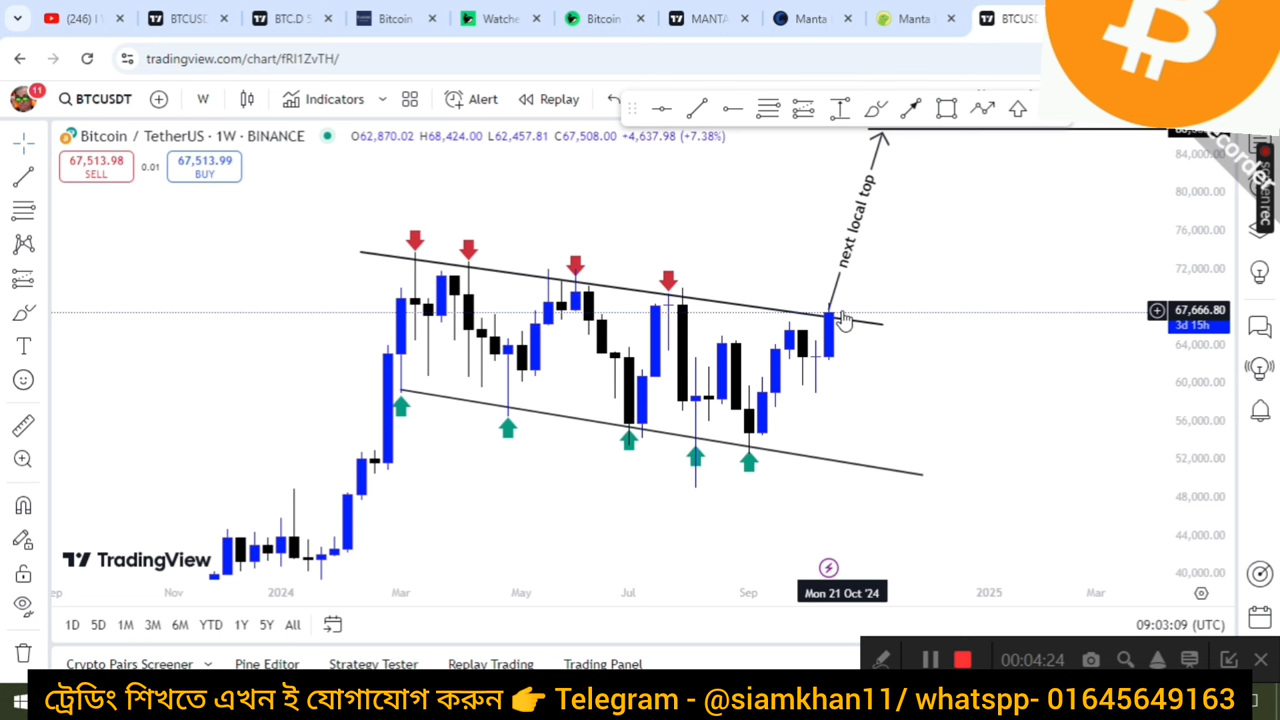 (246)
BTCUSD
BTC.D 5
Bitcoin
Watche
Bitcoin
MANTA
Manta
Manta
BTCUS
tradingview.com/chart/fRI1ZvTH/
11
BTCUSDT
W
Indicators
Alert
Replay
Bitcoin / TetherUS · 1W · BINANCE
O62,870.02 H68,424.00 L62,457.81 C67,508.00 +4,637.98 (+7.38%)
67,513.98
SELL
0.01
67,513.99
BUY
84,000.00
80,000.00
76,000.00
72,000.00
67,666.80
3d 15h
64,000.00
60,000.00
56,000.00
52,000.00
48,000.00
44,000.00
40,000.00
next local top
TradingView
Nov
2024
Mar
May
Jul
Sep
Mon 21 Oct '24
2025
Mar
1D 5D 1M 3M 6M YTD 1Y 5Y All
09:03:09 (UTC)
00:04:24
Crypto Pairs Screener
Pine Editor
Strategy Tester
Replay Trading
Trading Panel
ট্রেডিং শিখতে এখন ই যোগাযোগ করুন 👉 Telegram - @siamkhan11/ whatspp- 01645649163